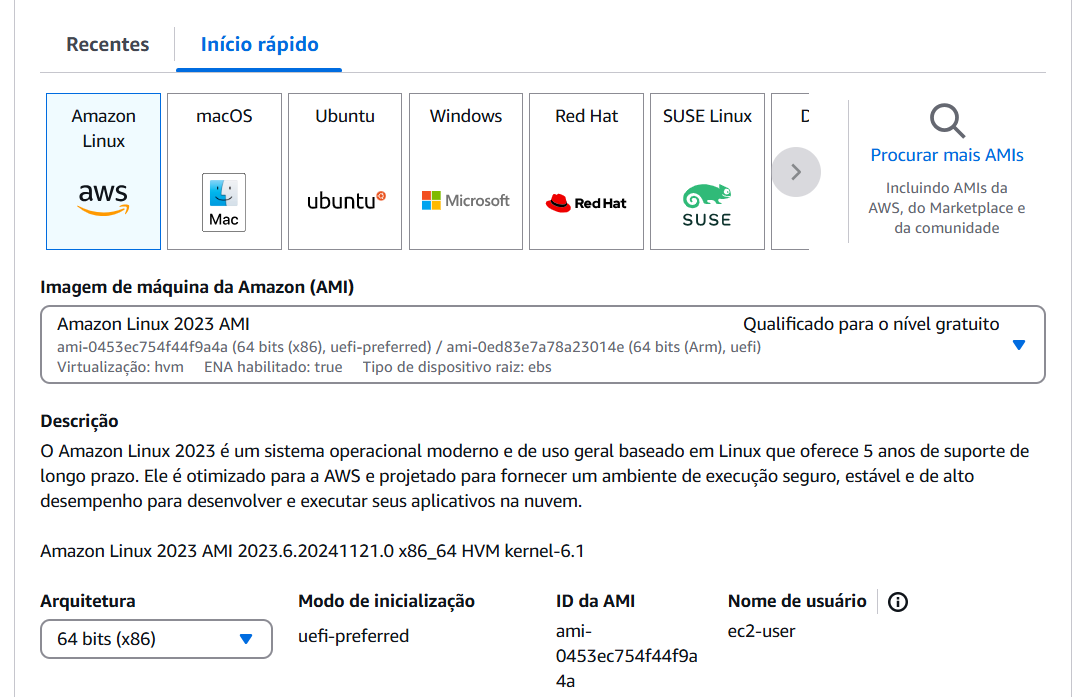 Recentes
Início rápido
Amazon
Linux
aws
macOS
Mac
Ubuntu
ubuntu
Windows
Microsoft
Red Hat
Red Hat
SUSE Linux
SUSE
Procurar mais AMIs
Incluindo AMIs da
AWS, do Marketplace e
da comunidade
Imagem de máquina da Amazon (AMI)
Amazon Linux 2023 AMI
Qualificado para o nível gratuito
ami-0453ec754f44f9a4a (64 bits (x86), uefi-preferred) / ami-0ed83e7a78a23014e (64 bits (Arm), uefi)
Virtualização: hvm ENA habilitado: true Tipo de dispositivo raiz: ebs
Descrição
O Amazon Linux 2023 é um sistema operacional moderno e de uso geral baseado em Linux que oferece 5 anos de suporte de
longo prazo. Ele é otimizado para a AWS e projetado para fornecer um ambiente de execução seguro, estável e de alto
desempenho para desenvolver e executar seus aplicativos na nuvem.
Amazon Linux 2023 AMI 2023.6.20241121.0 x86_64 HVM kernel-6.1
Arquitetura
64 bits (x86)
Modo de inicialização
uefi-preferred
ID da AMI
ami-
0453ec754f44f9a
4a
Nome de usuário
ec2-user